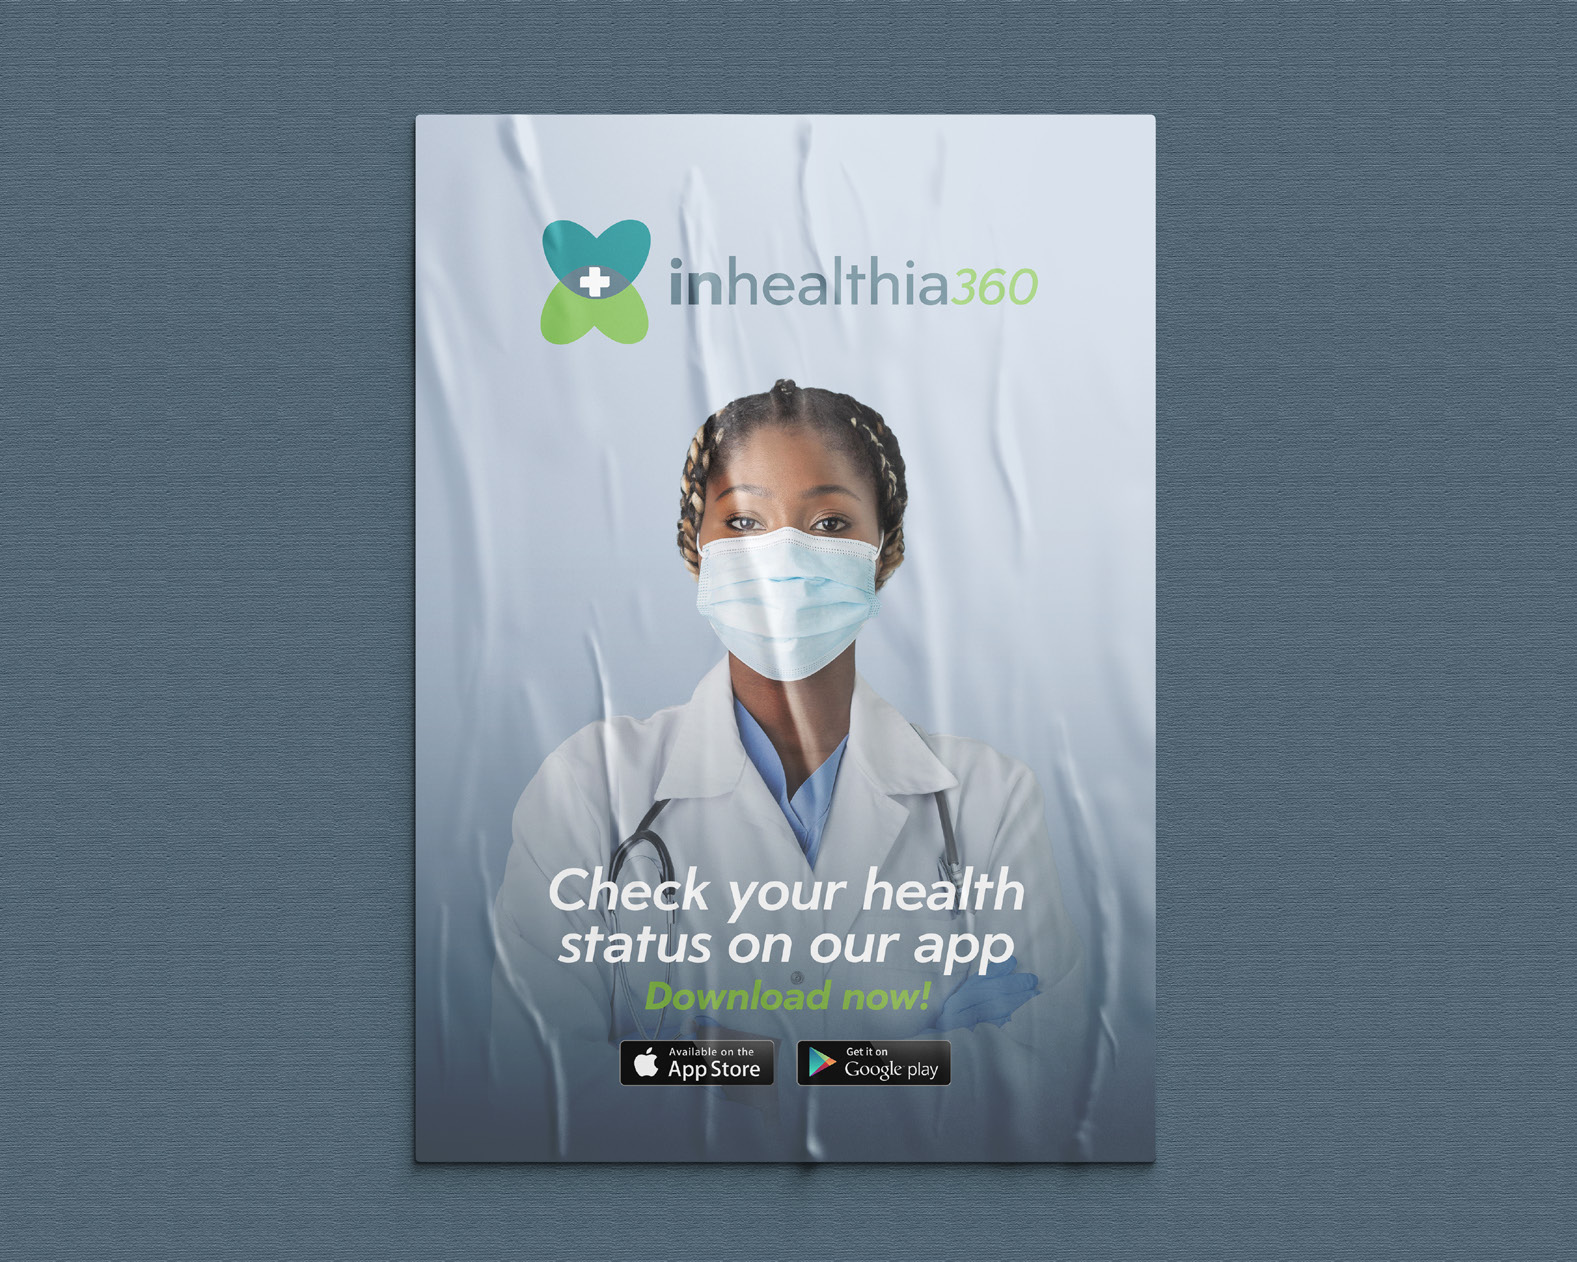 inhealthia360
Check your health
status on our app
Download now!
Available on the
App Store
Get it on
Google play